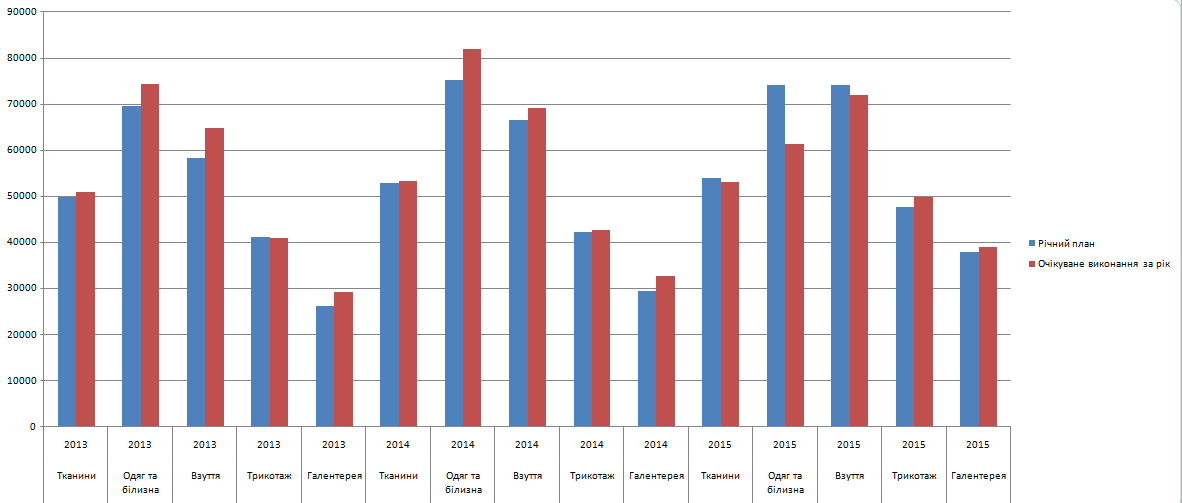 90000
80000
70000
60000
50000
40000
30000
20000
10000
0
2013 2013 2013 2013 2013 2014 2014 2014 2014 2014 2015 2015 2015 2015 2015
Тканини Одяг та Взуття Трикотаж Галентерея Тканини Одяг та Взуття Трикотаж Галентерея Тканини Одяг та Взуття Трикотаж Галентерея
білизна білизна білизна
Річний план
Очікуване виконання за рік